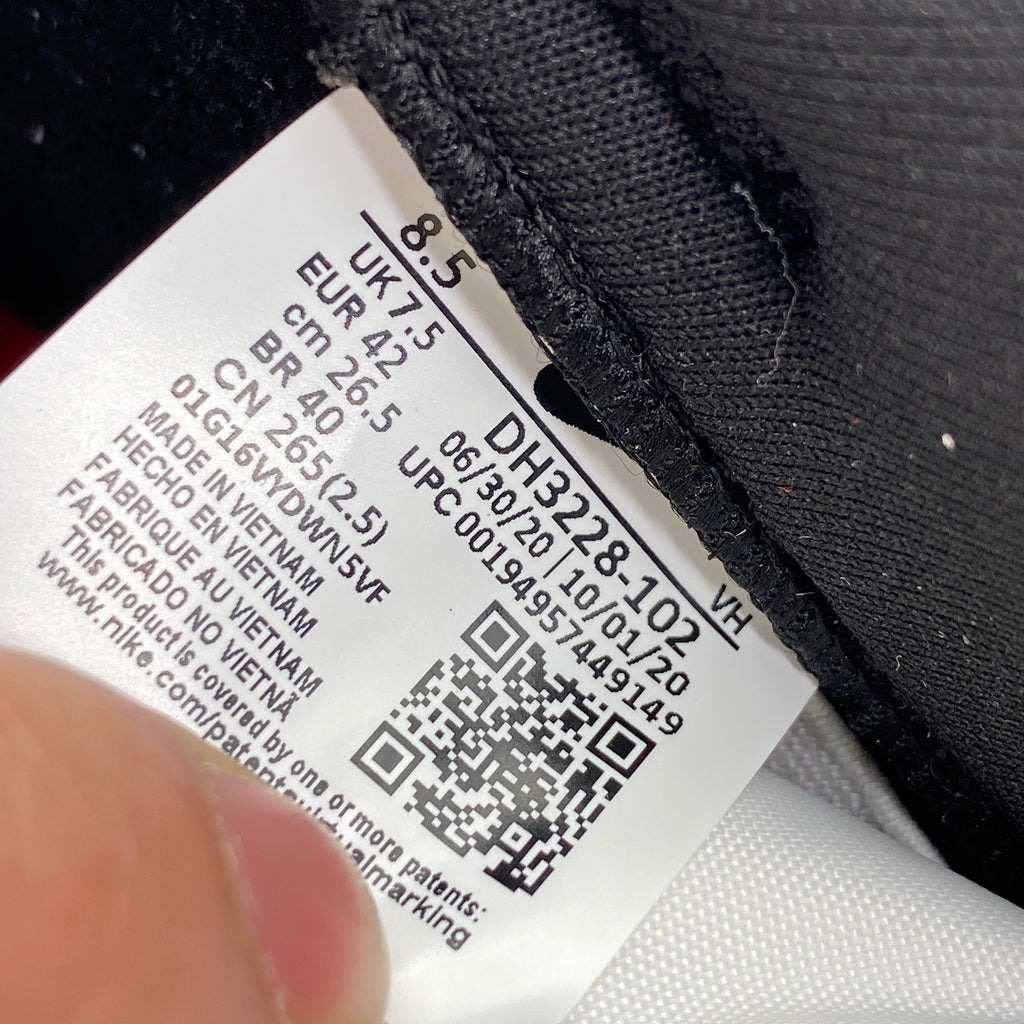 8.5
VH
UK 7.5
EUR 42
cm 26.5
BR 40
CN 265(2.5)
DH3228-102
06/30/20 | 10/01/20
UPC 00194957449149
01G16VYDWN5VF
MADE IN VIETNAM
HECHO EN VIETNAM
FABRIQUE AU VIETNAM
FABRICADO NO VIETNÃ
This product is covered by one or more patents:
www.nike.com/patents